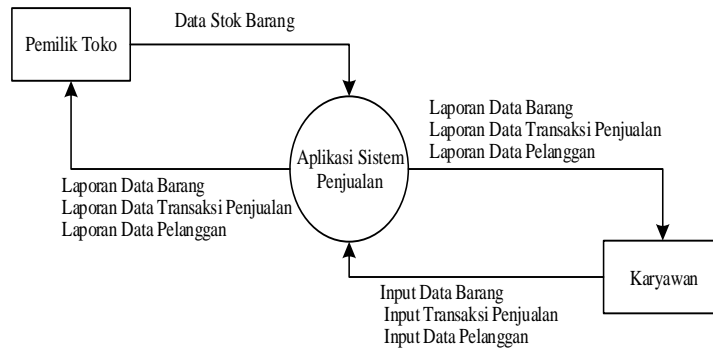 Data Stok Barang
Pemilik Toko
Laporan Data Barang
Laporan Data Transaksi Penjualan
Laporan Data Pelanggan
Aplikasi Sistem
Penjualan
Laporan Data Barang
Laporan Data Transaksi Penjualan
Laporan Data Pelanggan
Karyawan
Input Data Barang
Input Transaksi Penjualan
Input Data Pelanggan